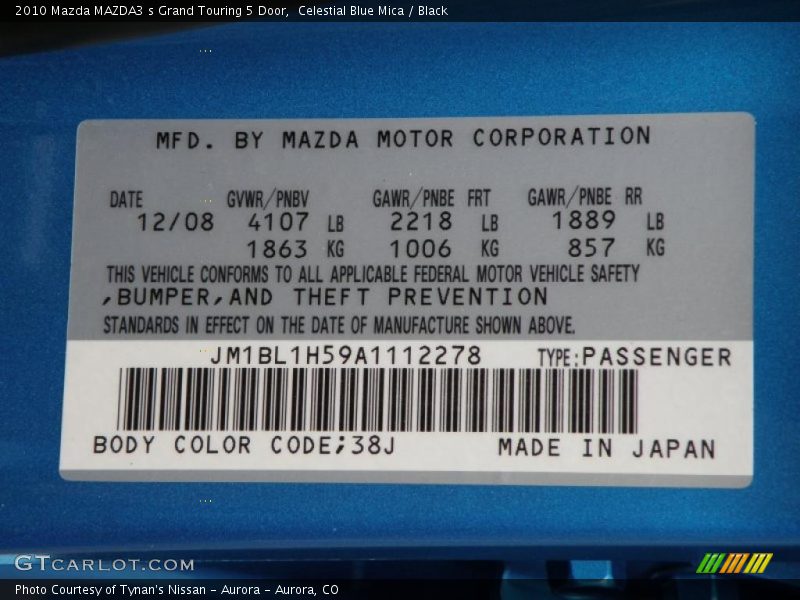 2010 Mazda MAZDA3 s Grand Touring 5 Door,  Celestial Blue Mica / Black
MFD. BY MAZDA MOTOR CORPORATION
DATE GVWR/PNBV GAWR/PNBE FRT GAWR/PNBE RR
12/08 4107 LB 2218 LB 1889 LB
1863 KG 1006 KG 857 KG
THIS VEHICLE CONFORMS TO ALL APPLICABLE FEDERAL MOTOR VEHICLE SAFETY
,BUMPER,AND THEFT PREVENTION
STANDARDS IN EFFECT ON THE DATE OF MANUFACTURE SHOWN ABOVE.
JM1BL1H59A1112278 TYPE:PASSENGER
BODY COLOR CODE;38J MADE IN JAPAN
GTCARLOT.COM
Photo Courtesy of Tynan's Nissan - Aurora - Aurora, CO